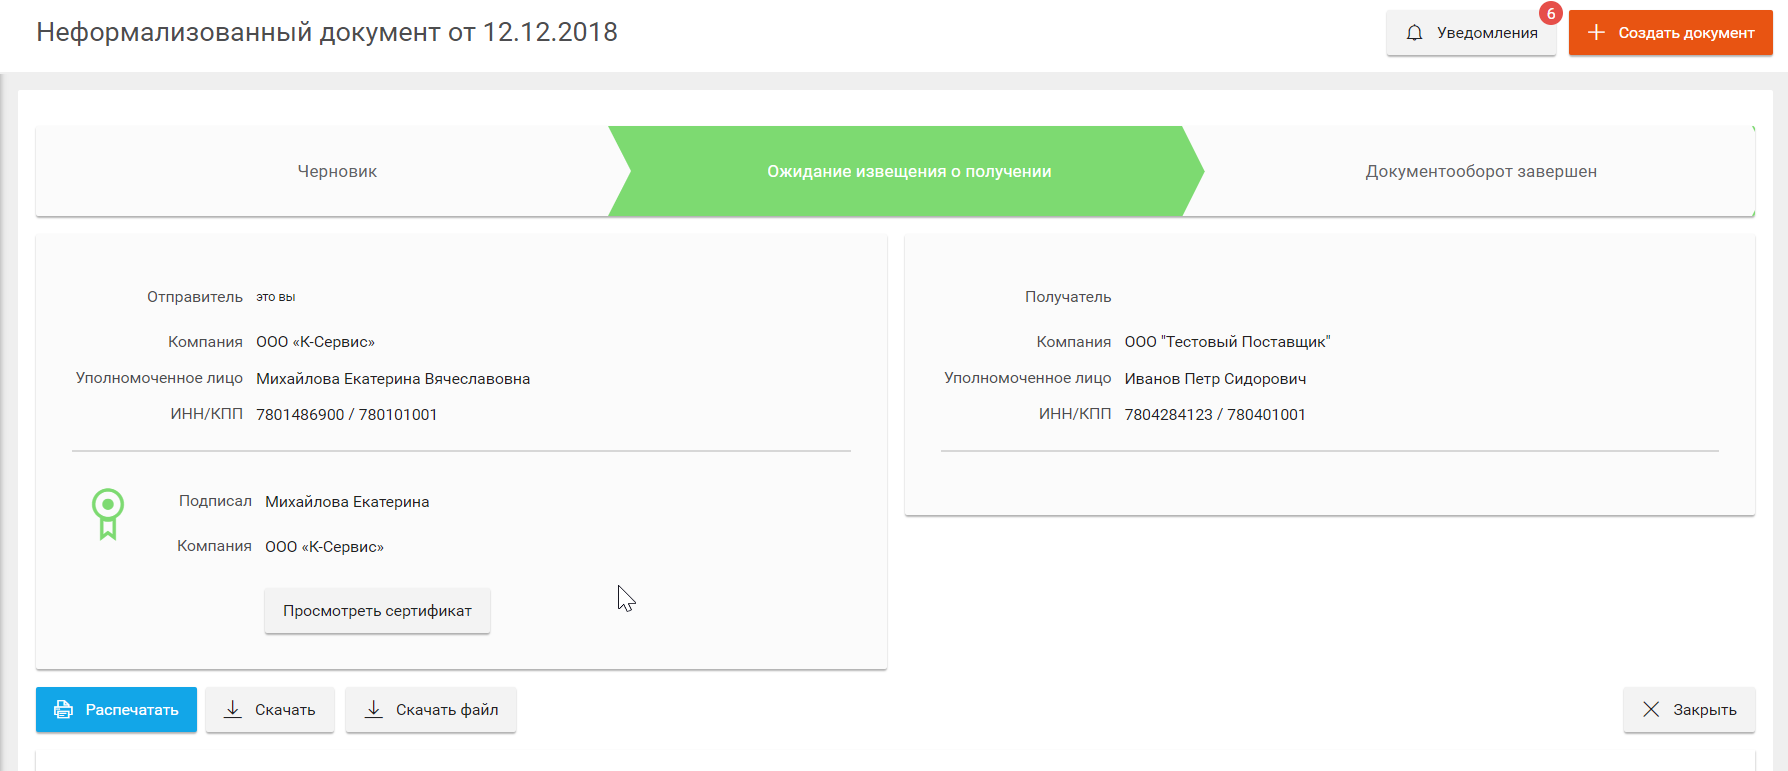 Неформализованный документ от 12.12.2018
6
Уведомления
Создать документ
Черновик
Ожидание извещения о получении
Документооборот завершен
Отправитель это вы
Компания ООО «К-Сервис»
Уполномоченное лицо Михайлова Екатерина Вячеславовна
ИНН/КПП 7801486900 / 780101001
Подписал Михайлова Екатерина
Компания ООО «К-Сервис»
Просмотреть сертификат
Получатель
Компания ООО "Тестовый Поставщик"
Уполномоченное лицо Иванов Петр Сидорович
ИНН/КПП 7804284123 / 780401001
Распечатать
Скачать
Скачать файл
Закрыть